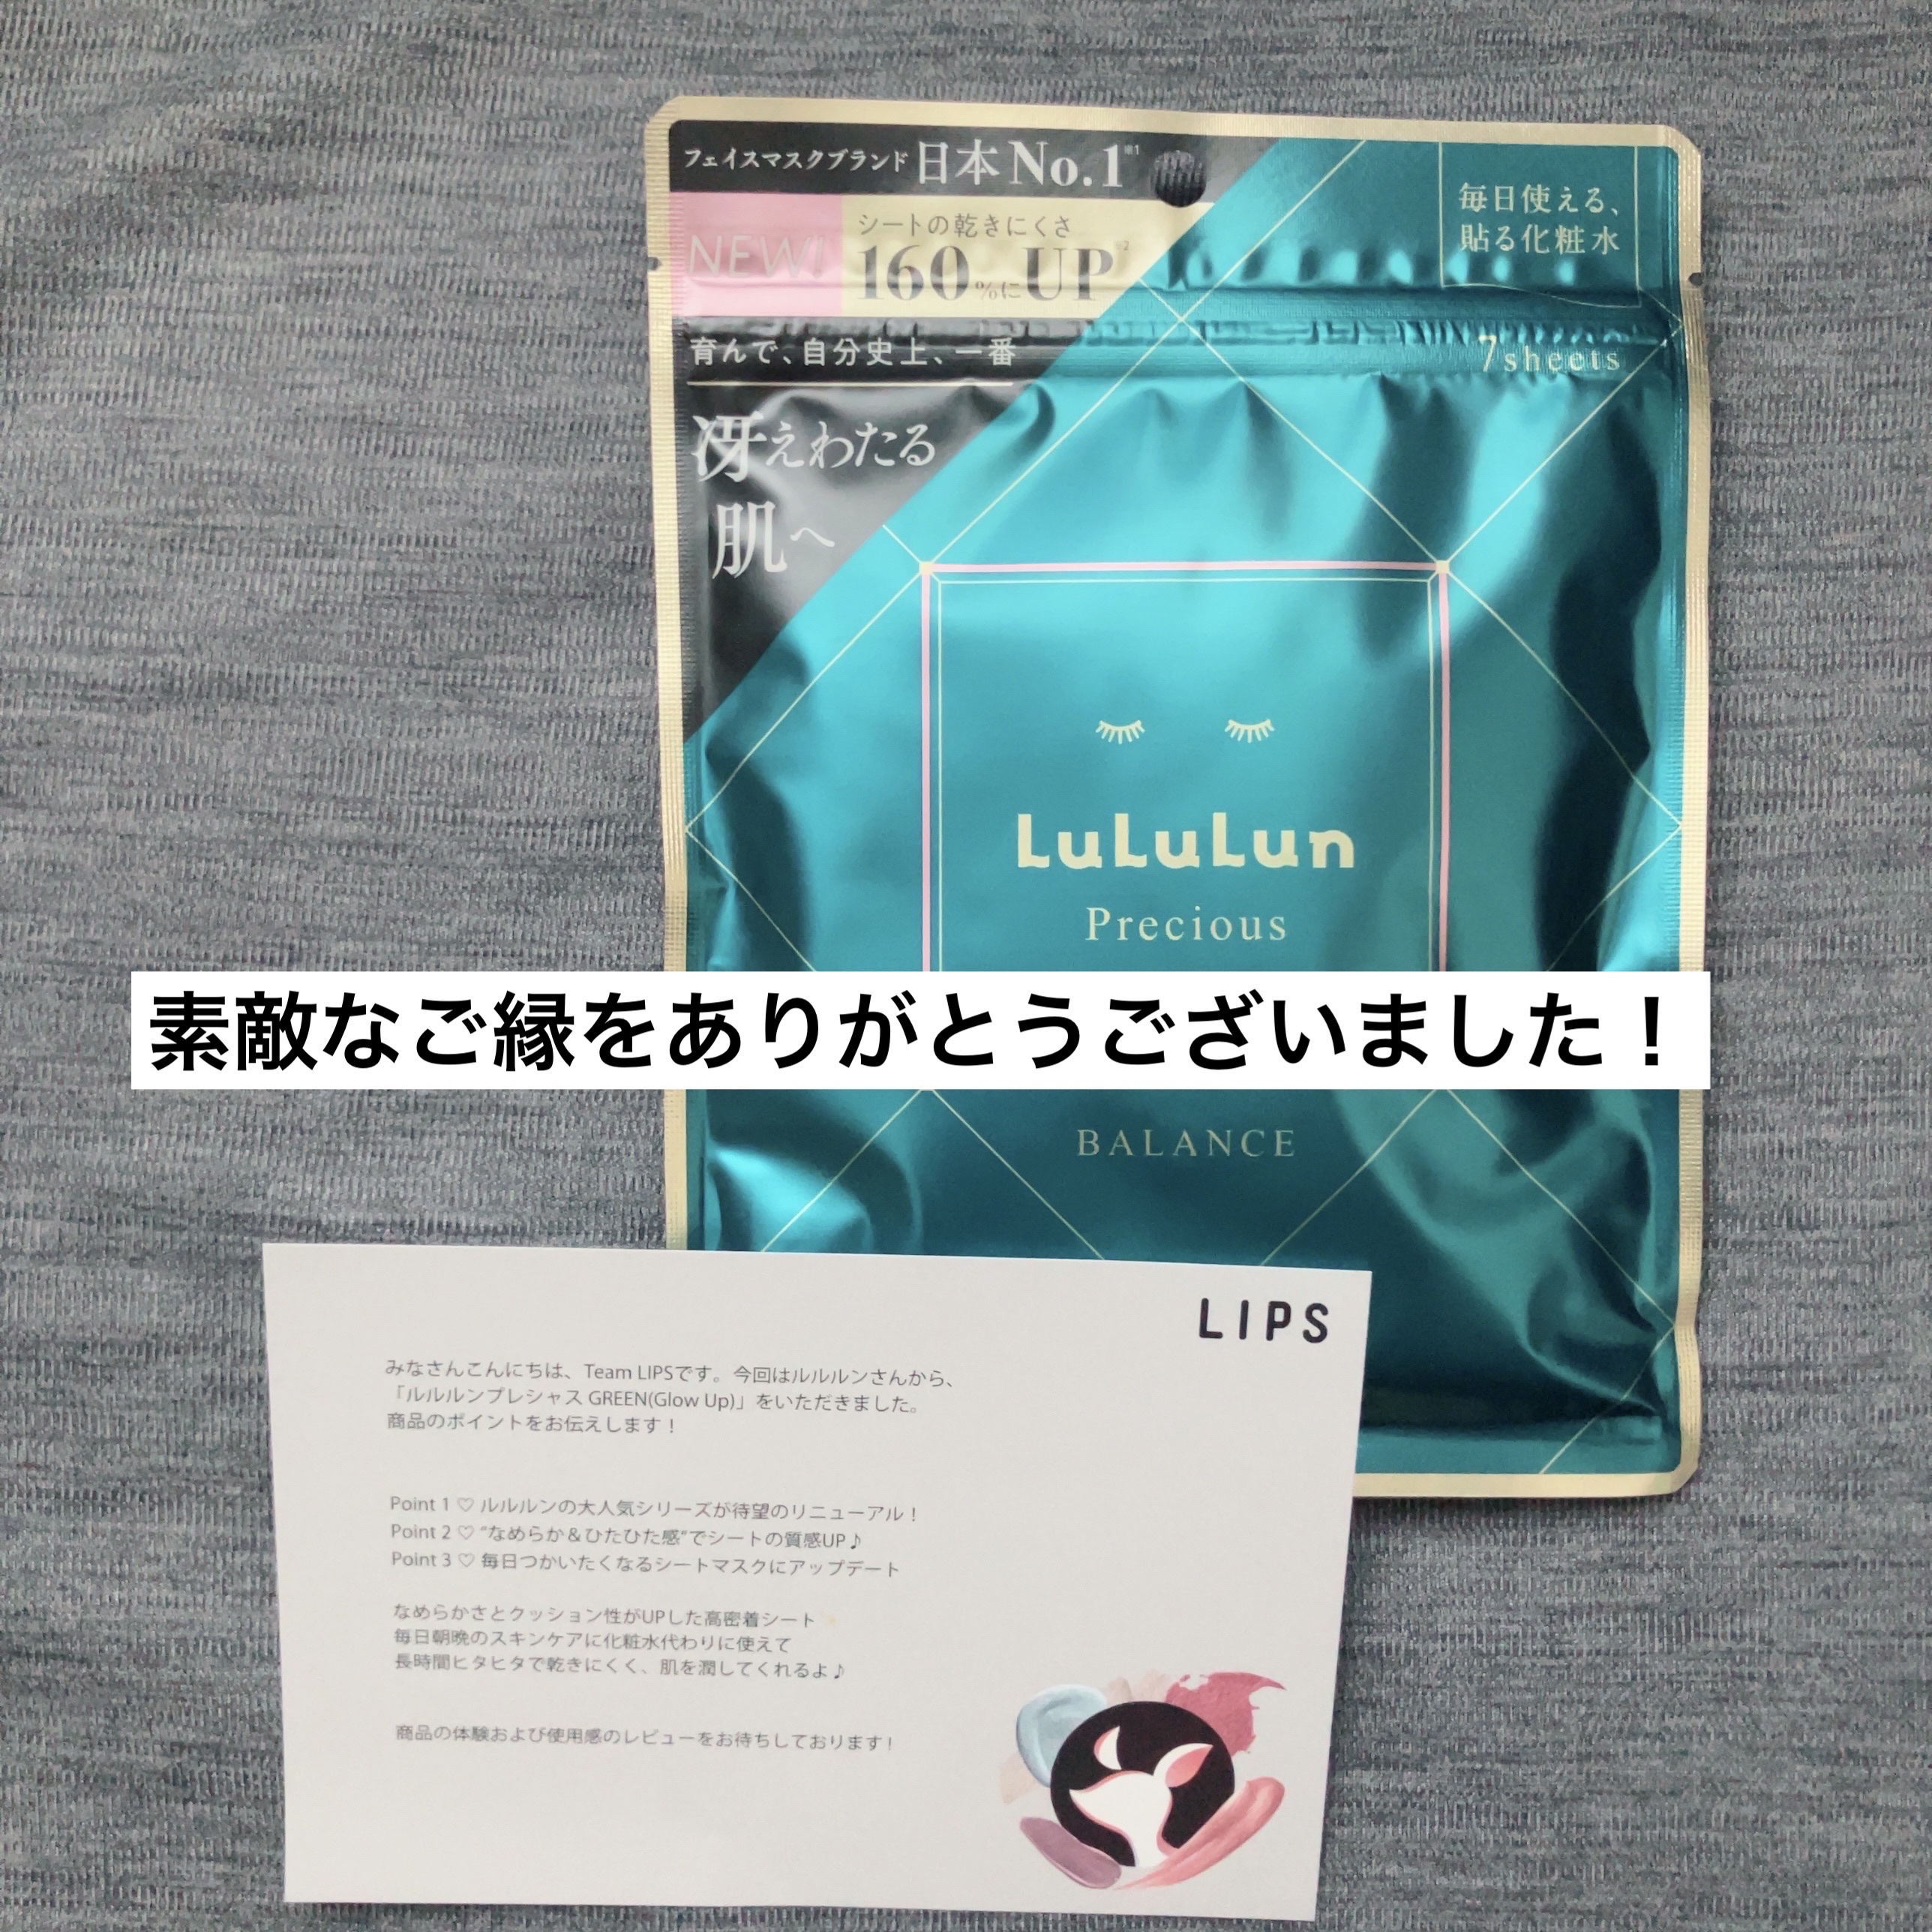 フェイスマスクブランド 日本 No.1 ※1
NEW! シートの乾きにくさ
160%にUP ※2
毎日使える、
貼る化粧水
7sheets
育んで、自分史上、一番
冴えわたる
肌へ
LuLuLun
Precious
素敵なご縁をありがとうございました！
BALANCE
LIPS
みなさんこんにちは、Team LIPSです。今回はルルルンさんから、
「ルルルンプレシャス GREEN(Glow Up)」をいただきました。
商品のポイントをお伝えします！
Point 1 ♡ ルルルンの大人気シリーズが待望のリニューアル！
Point 2 ♡ “なめらか＆ひたひた感”でシートの質感UP♪
Point 3 ♡ 毎日つかいたくなるシートマスクにアップデート
なめらかさとクッション性がUPした高密着シート
毎日朝晩のスキンケアに化粧水代わりに使えて
長時間ヒタヒタで乾きにくく、肌を潤してくれるよ♪
商品の体験および使用感のレビューをお待ちしております！